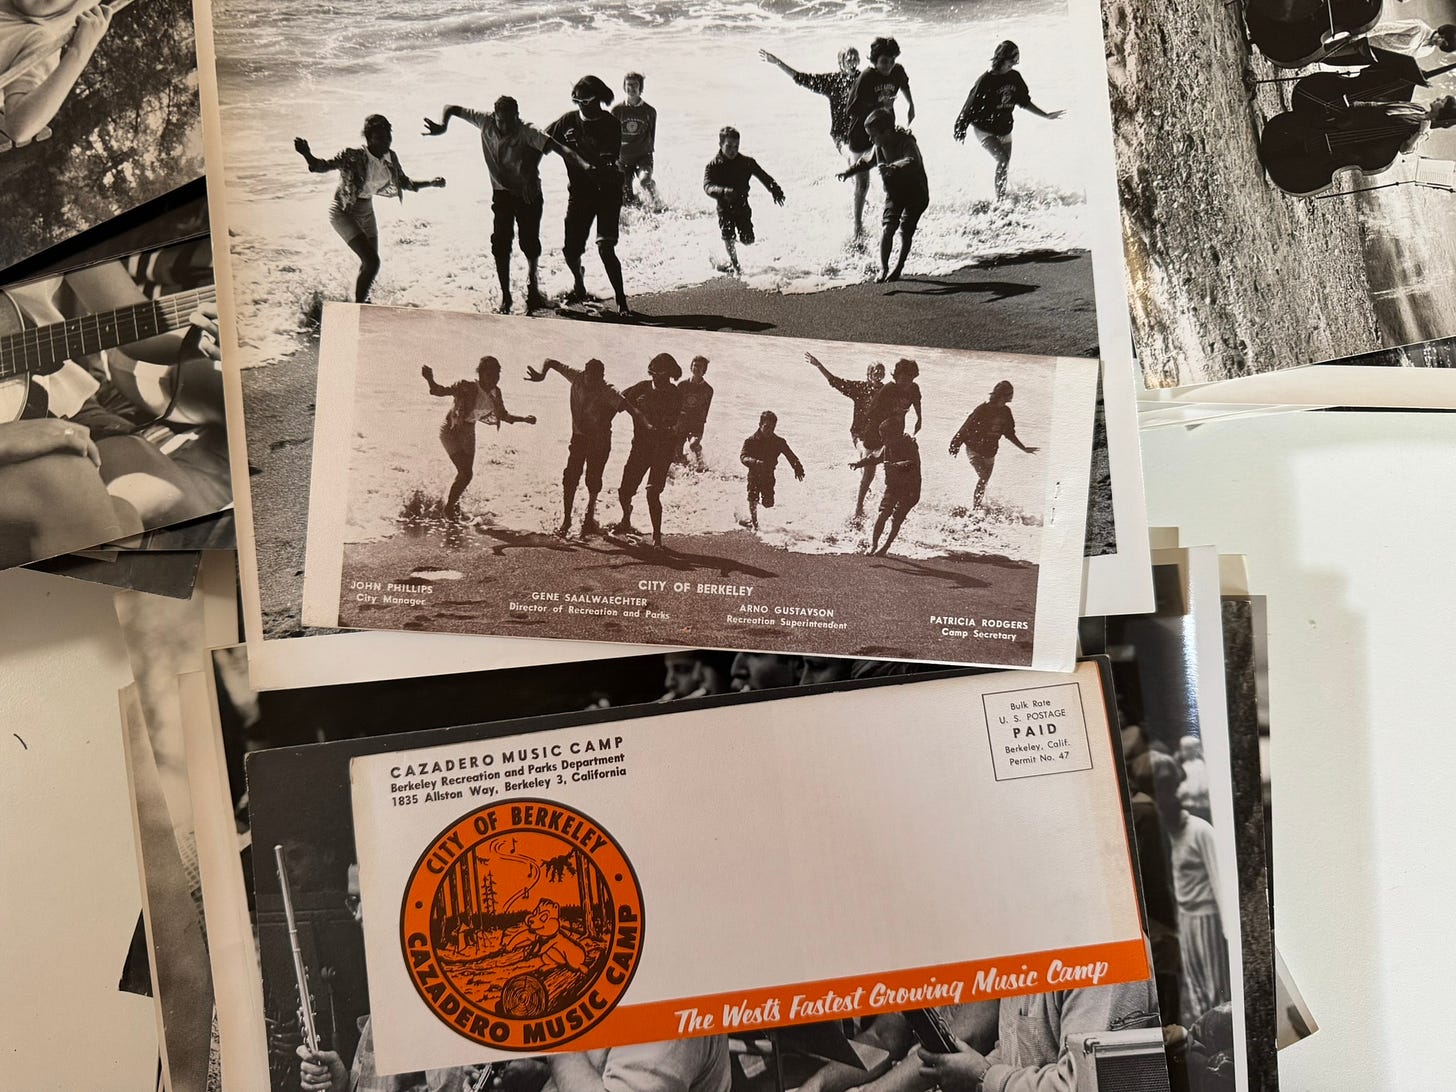 JOHN PHILLIPS
City Manager
CITY OF BERKELEY
GENE SAALWAECHTER
Director of Recreation and Parks
ARNO GUSTAVSON
Recreation Superintendent
PATRICIA RODGERS
Camp Secretary
CAZADERO MUSIC CAMP
Berkeley Recreation and Parks Department
1835 Allston Way, Berkeley 3, California
Bulk Rate
U. S. POSTAGE
PAID
Berkeley, Calif.
Permit No. 47
CITY OF BERKELEY
CAZADERO MUSIC CAMP
The West's Fastest Growing Music Camp